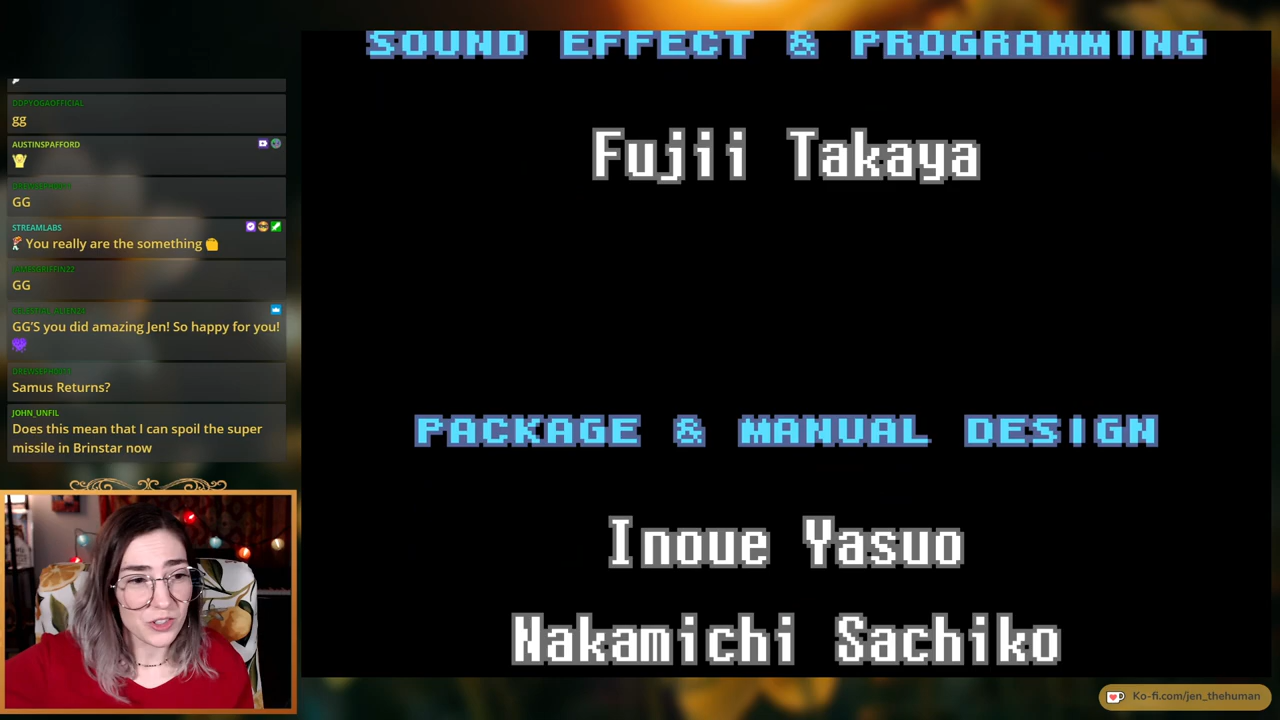 SOUND EFFECT & PROGRAMMING
Fujii Takaya
PACKAGE & MANUAL DESIGN
Inoue Yasuo
Nakamichi Sachiko
DDPYOGAOFFICIAL
gg
AUSTINSPAFFORD
GG
STREAMLABS
You really are the something
GG
GG'S you did amazing Jen! So happy for you!
Samus Returns?
JOHN_UNFIL
Does this mean that I can spoil the super
missile in Brinstar now
Ko-fi.com/jen_thehuman